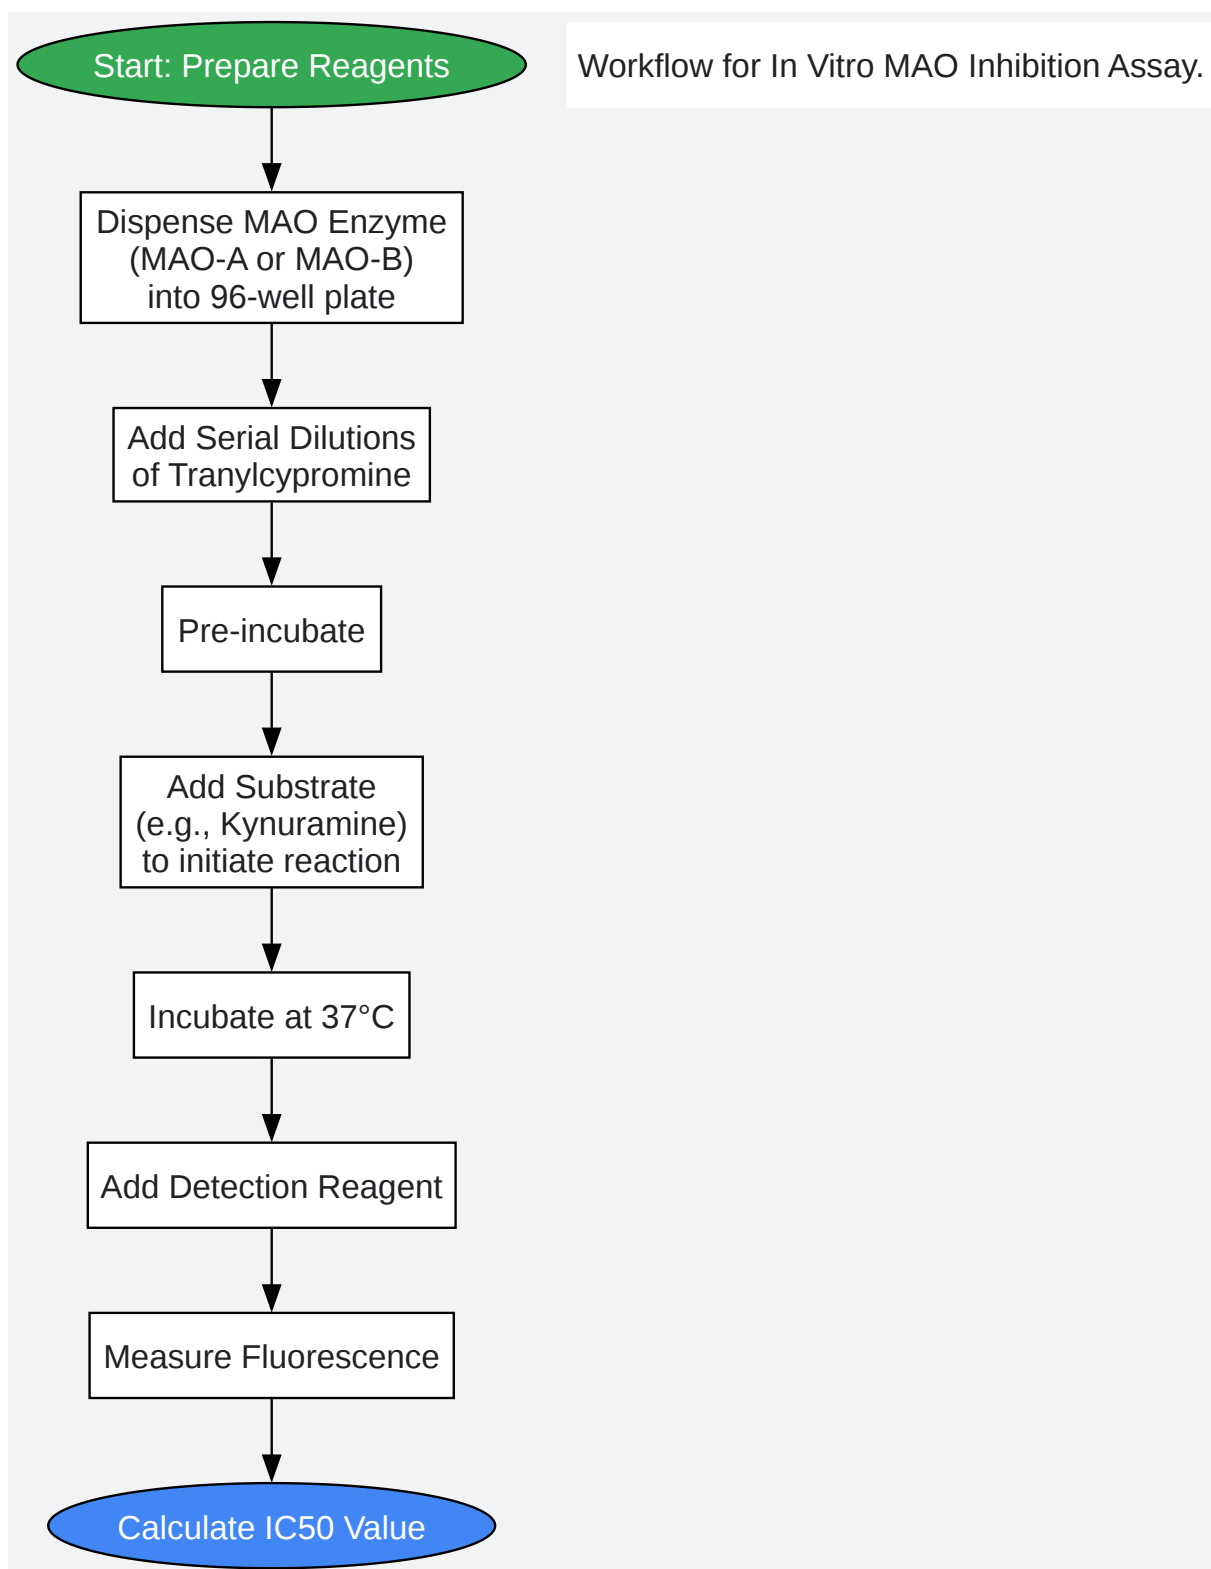 Start: Prepare Reagents
Workflow for In Vitro MAO Inhibition Assay.
Dispense MAO Enzyme
(MAO-A or MAO-B)
into 96-well plate
Add Serial Dilutions
of Tranylcypromine
Pre-incubate
Add Substrate
(e.g., Kynuramine)
to initiate reaction
Incubate at 37°C
Add Detection Reagent
Measure Fluorescence
Calculate IC50 Value